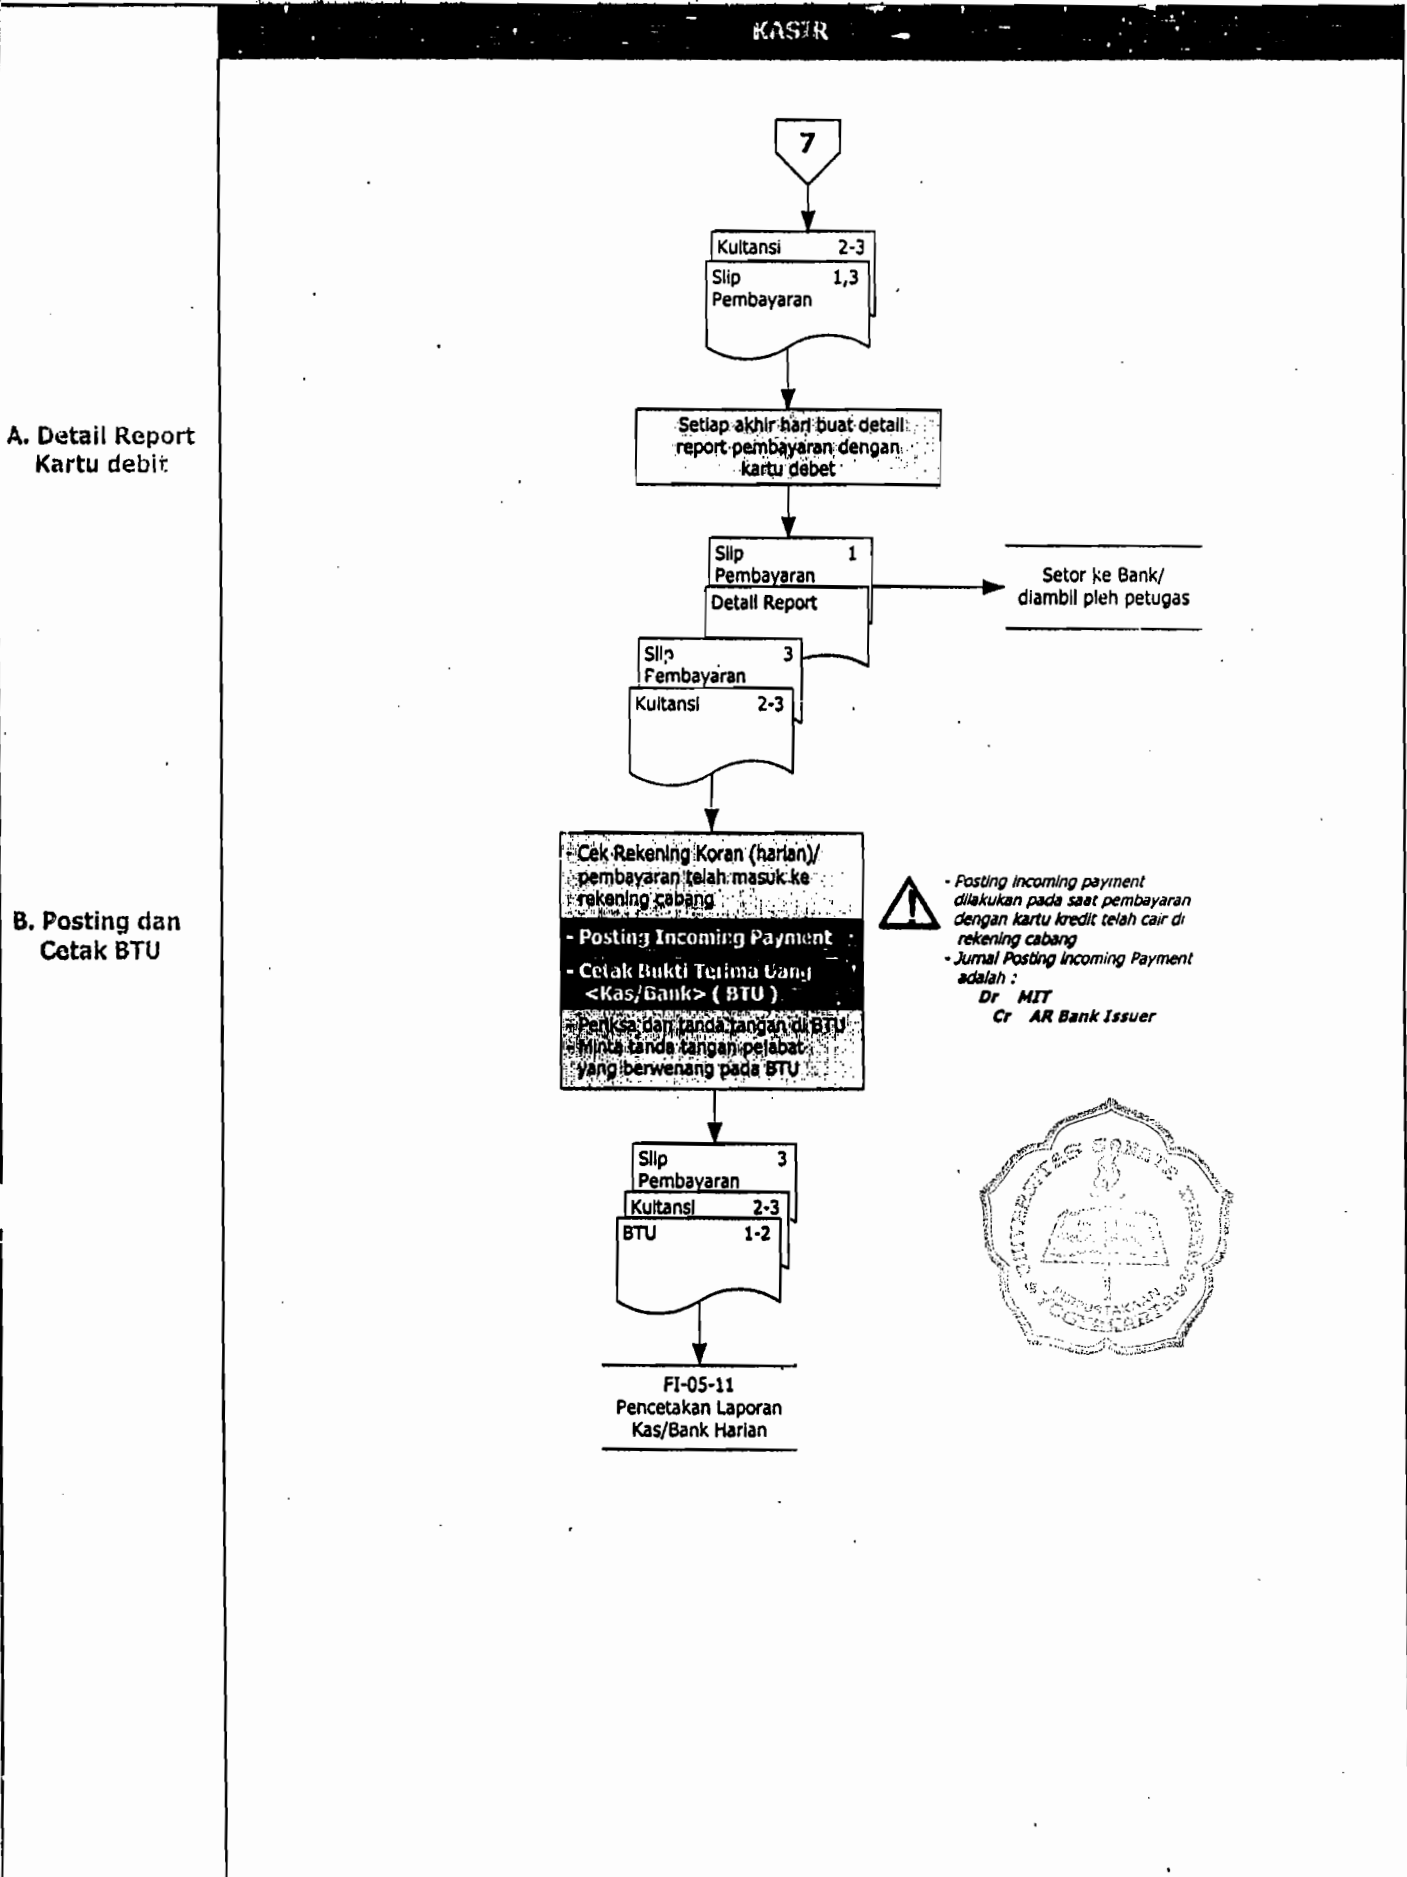 KASIR
7
Kuitansi 2-3
Slip 1,3
Pembayaran
A. Detail Report
Kartu debit
Setiap akhir hari buat detail
report pembayaran dengan
kartu debet
Slip 1
Pembayaran
Detail Report
Setor ke Bank/
diambil pleh petugas
Slip 3
Pembayaran
Kuitansi 2-3
B. Posting dan
Cetak BTU
- Cek Rekening Koran (harian)/
pembayaran telah masuk ke
rekening cabang
- Posting Incoming Payment
- Cetak Bukti Terima Uang
<Kas/Bank> ( BTU )
- Periksa dan tanda tangan di BTU
- Minta tanda tangan pejabat
yang berwenang pada BTU
- Posting incoming payment
dilakukan pada saat pembayaran
dengan kartu kredit telah cair di
rekening cabang
- Jurnal Posting Incoming Payment
adalah :
Dr MIT
Cr AR Bank Issuer
Slip 3
Pembayaran
Kuitansi 2-3
BTU 1-2
UNIVERSITAS SANATA DHARMA
PERPUSTAKAAN
YOGYAKARTA
FI-05-11
Pencetakan Laporan
Kas/Bank Harian